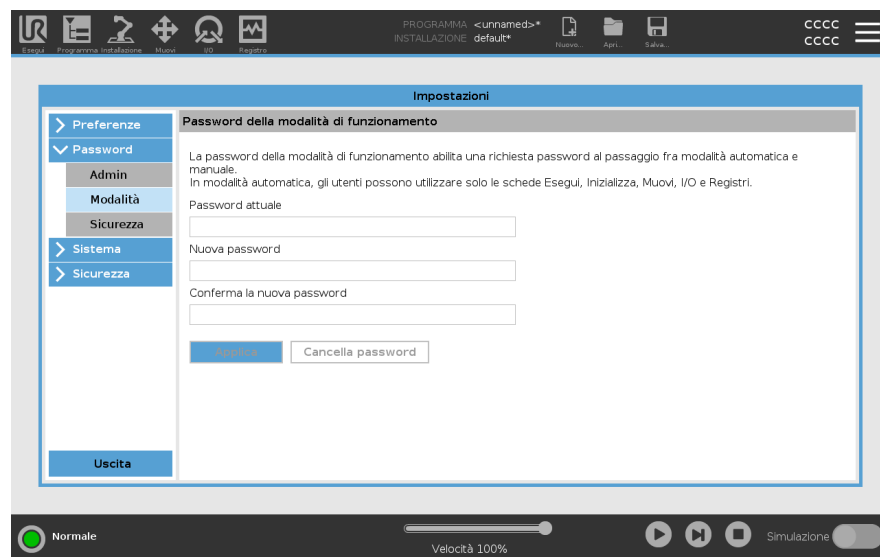 UR
PROGRAMMA <unnamed>*
INSTALLAZIONE default*
CCCC
CCCC
Esegui Programma Installazione Muovi I/O Registro Nuovo... Apri... Salva...
Impostazioni
Preferenze
Password
Admin
Modalità
Sicurezza
Sistema
Sicurezza
Uscita
Password della modalità di funzionamento
La password della modalità di funzionamento abilita una richiesta password al passaggio fra modalità automatica e
manuale.
In modalità automatica, gli utenti possono utilizzare solo le schede Esegui, Inizializza, Muovi, I/O e Registri.
Password attuale
Nuova password
Conferma la nuova password
Applica Cancella password
Normale
Velocità 100%
Simulazione